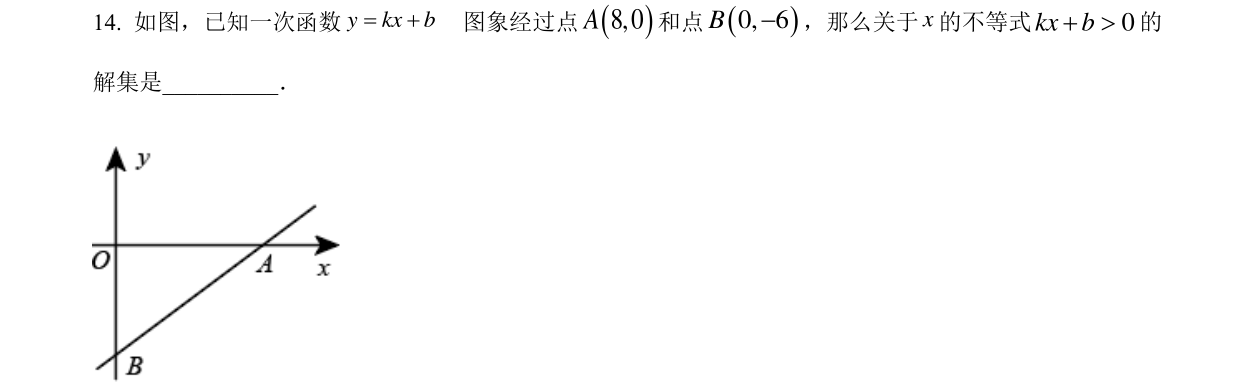 14. 如图，已知一次函数 y = kx + b 图象经过点 A(8,0) 和点 B(0,−6)，那么关于 x 的不等式 kx + b > 0 的
解集是__________．
y
O
A
x
B